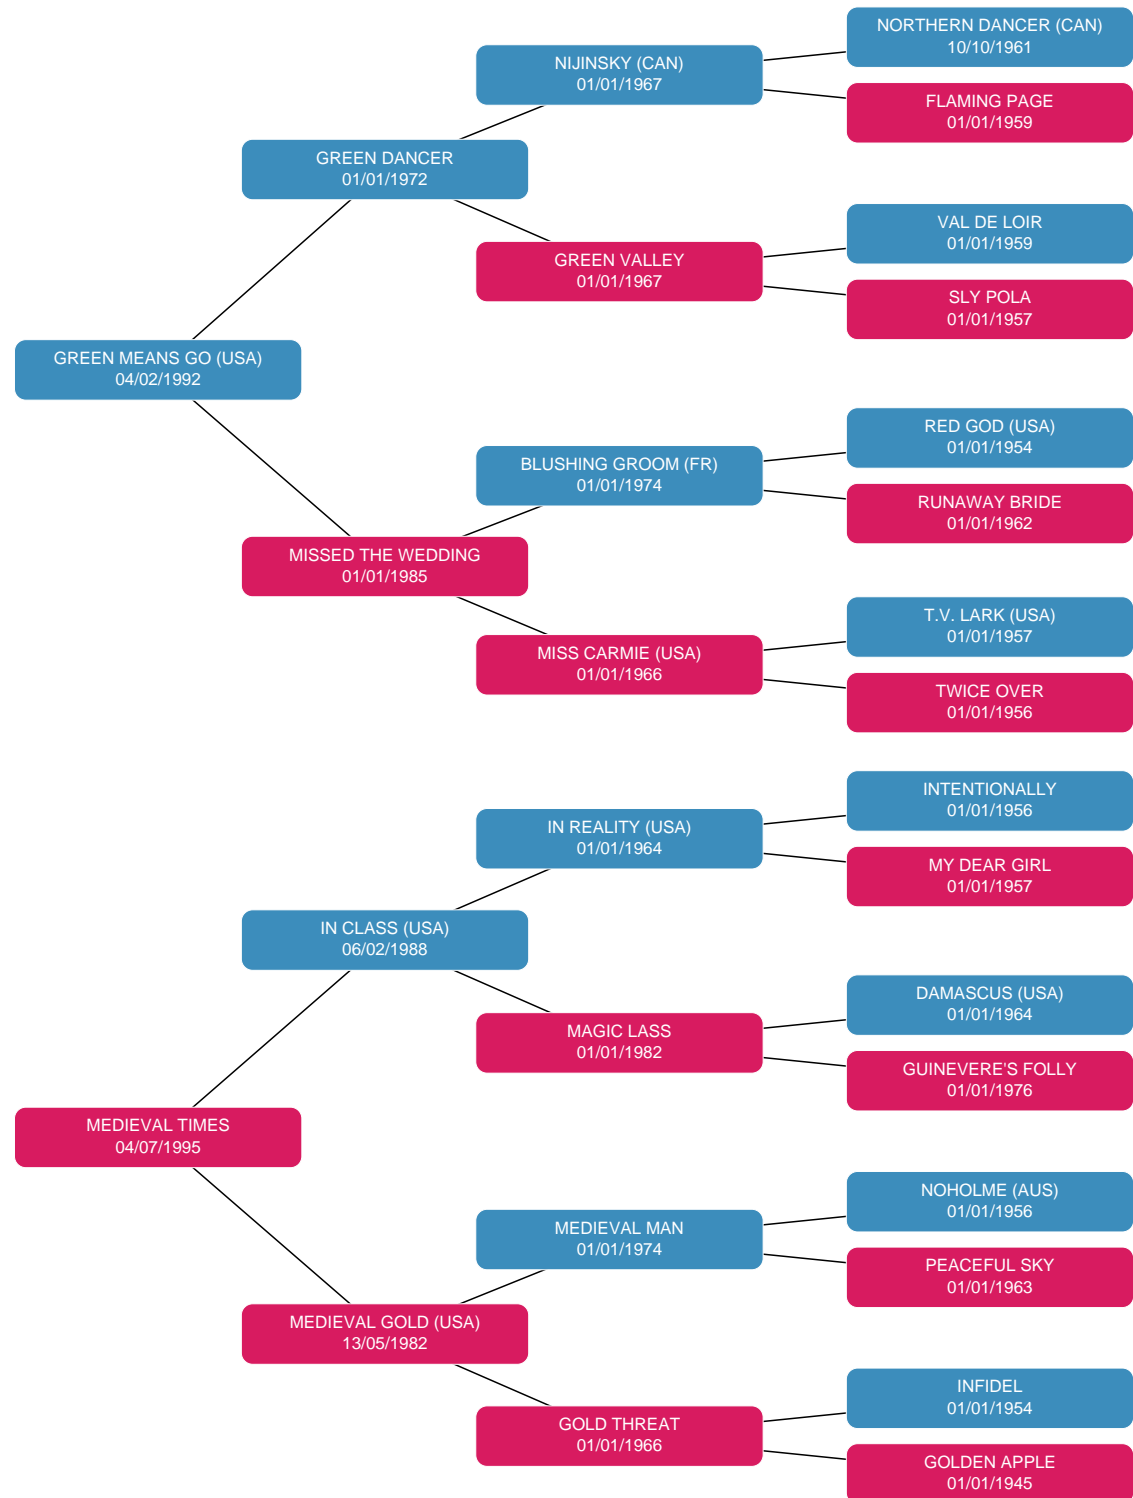 NORTHERN DANCER (CAN)
10/10/1961
NIJINSKY (CAN)
01/01/1967
FLAMING PAGE
01/01/1959
GREEN DANCER
01/01/1972
VAL DE LOIR
01/01/1959
GREEN VALLEY
01/01/1967
SLY POLA
01/01/1957
GREEN MEANS GO (USA)
04/02/1992
RED GOD (USA)
01/01/1954
BLUSHING GROOM (FR)
01/01/1974
RUNAWAY BRIDE
01/01/1962
MISSED THE WEDDING
01/01/1985
T.V. LARK (USA)
01/01/1957
MISS CARMIE (USA)
01/01/1966
TWICE OVER
01/01/1956
INTENTIONALLY
01/01/1956
IN REALITY (USA)
01/01/1964
MY DEAR GIRL
01/01/1957
IN CLASS (USA)
06/02/1988
DAMASCUS (USA)
01/01/1964
MAGIC LASS
01/01/1982
GUINEVERE'S FOLLY
01/01/1976
MEDIEVAL TIMES
04/07/1995
NOHOLME (AUS)
01/01/1956
MEDIEVAL MAN
01/01/1974
PEACEFUL SKY
01/01/1963
MEDIEVAL GOLD (USA)
13/05/1982
INFIDEL
01/01/1954
GOLD THREAT
01/01/1966
GOLDEN APPLE
01/01/1945